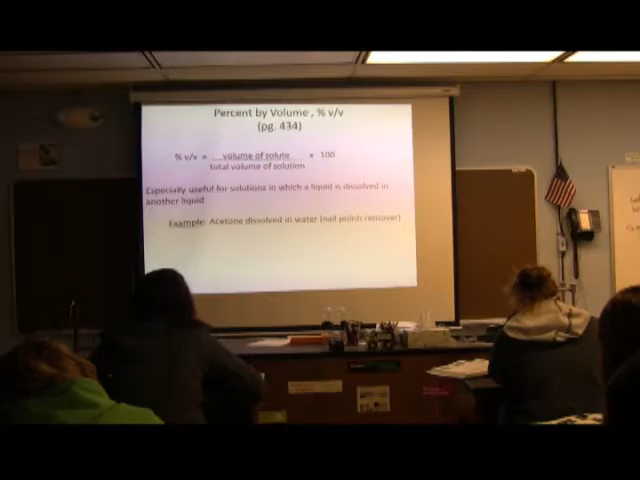 Percent by Volume , % v/v
(pg. 434)
% v/v = volume of solute x 100
total volume of solution
Especially useful for solutions in which a liquid is dissolved in
another liquid
Example: Acetone dissolved in water (nail polish remover)